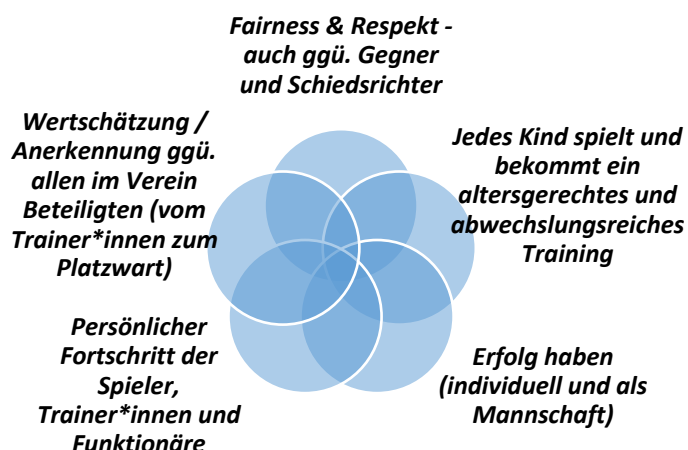 Fairness & Respekt -
auch ggü. Gegner
und Schiedsrichter
Wertschätzung /
Anerkennung ggü.
allen im Verein
Beteiligten (vom
Trainer*innen zum
Platzwart)
Jedes Kind spielt und
bekommt ein
altersgerechtes und
abwechslungsreiches
Training
Persönlicher
Fortschritt der
Spieler,
Trainer*innen und
Funktionäre
Erfolg haben
(individuell und als
Mannschaft)